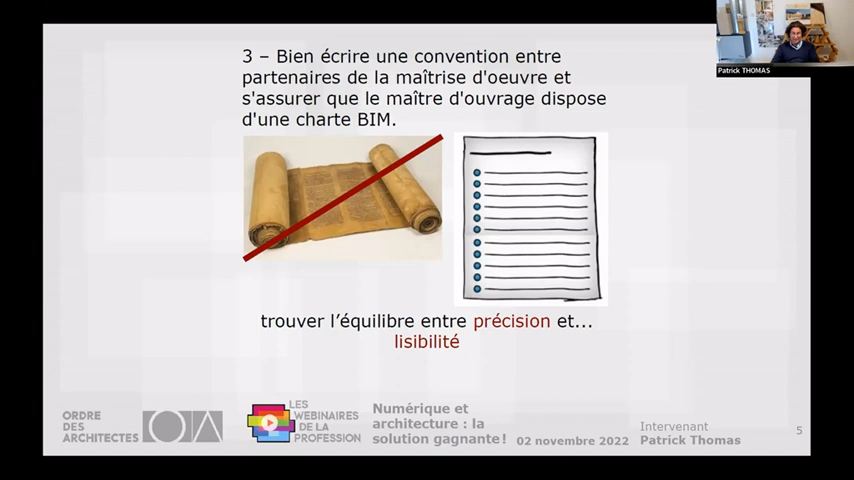 3 – Bien écrire une convention entre
partenaires de la maîtrise d'oeuvre et
s'assurer que le maître d'ouvrage dispose
d'une charte BIM.
Patrick THOMAS
trouver l'équilibre entre précision et...
lisibilité
ORDRE
DES
ARCHITECTES
LES
WEBINAIRES
DE LA
PROFESSION
Numérique et
architecture : la
solution gagnante!
02 novembre 2022
Intervenant
Patrick Thomas
5